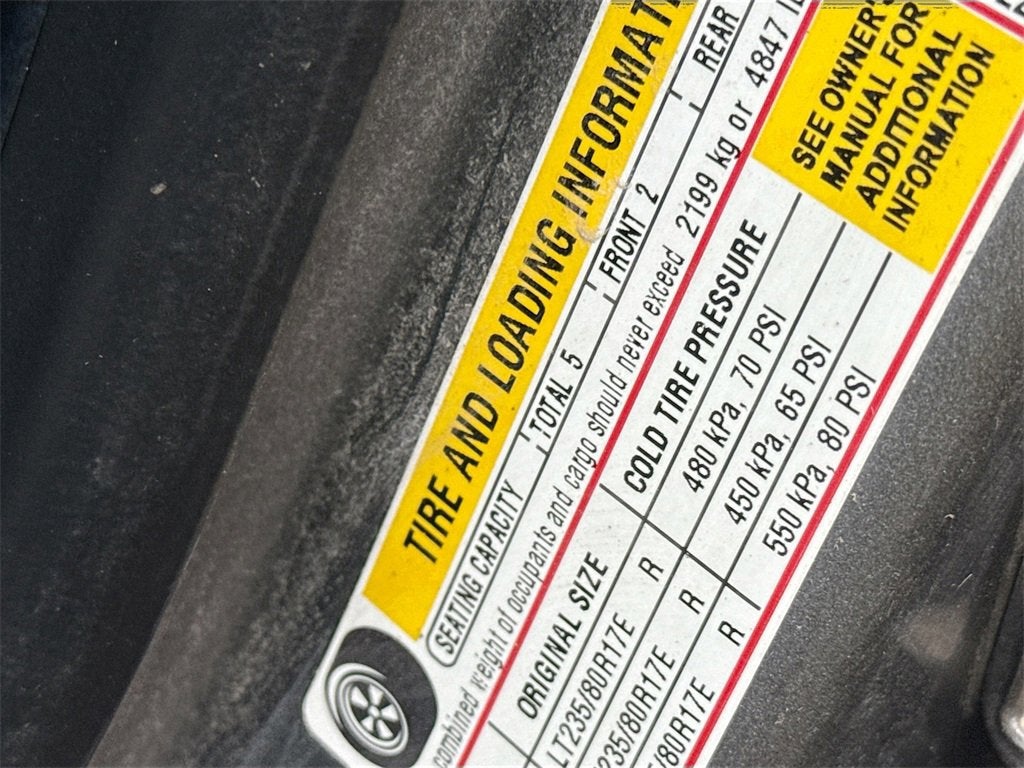 TIRE AND LOADING
SEATING CAPACITY TOTAL 5 FRONT 2 REAR
combined weight of occupants and cargo should never exceed 2199 kg or 4847
ORIGINAL SIZE COLD TIRE PRESSURE
LT235/80R17E R 480 kPa, 70 PSI
235/80R17E R 450 kPa, 65 PSI
/80R17E R 550 kPa, 80 PSI
SEE OWNER'S
MANUAL FOR
ADDITIONAL
INFORMATION